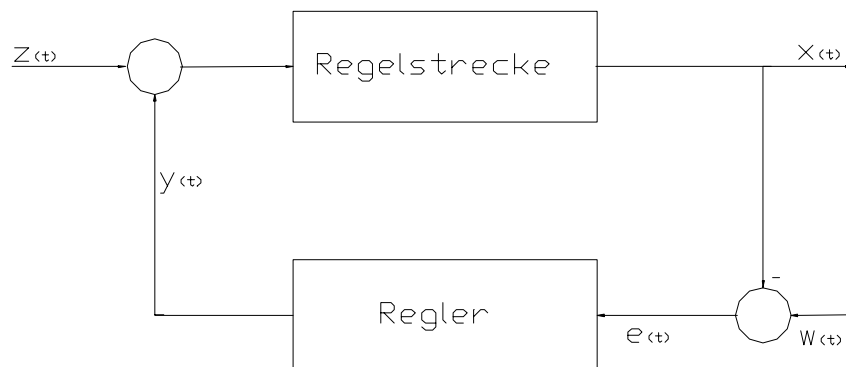 z(t)
Regelstrecke
x(t)
y(t)
-
Regler
e(t)
w(t)